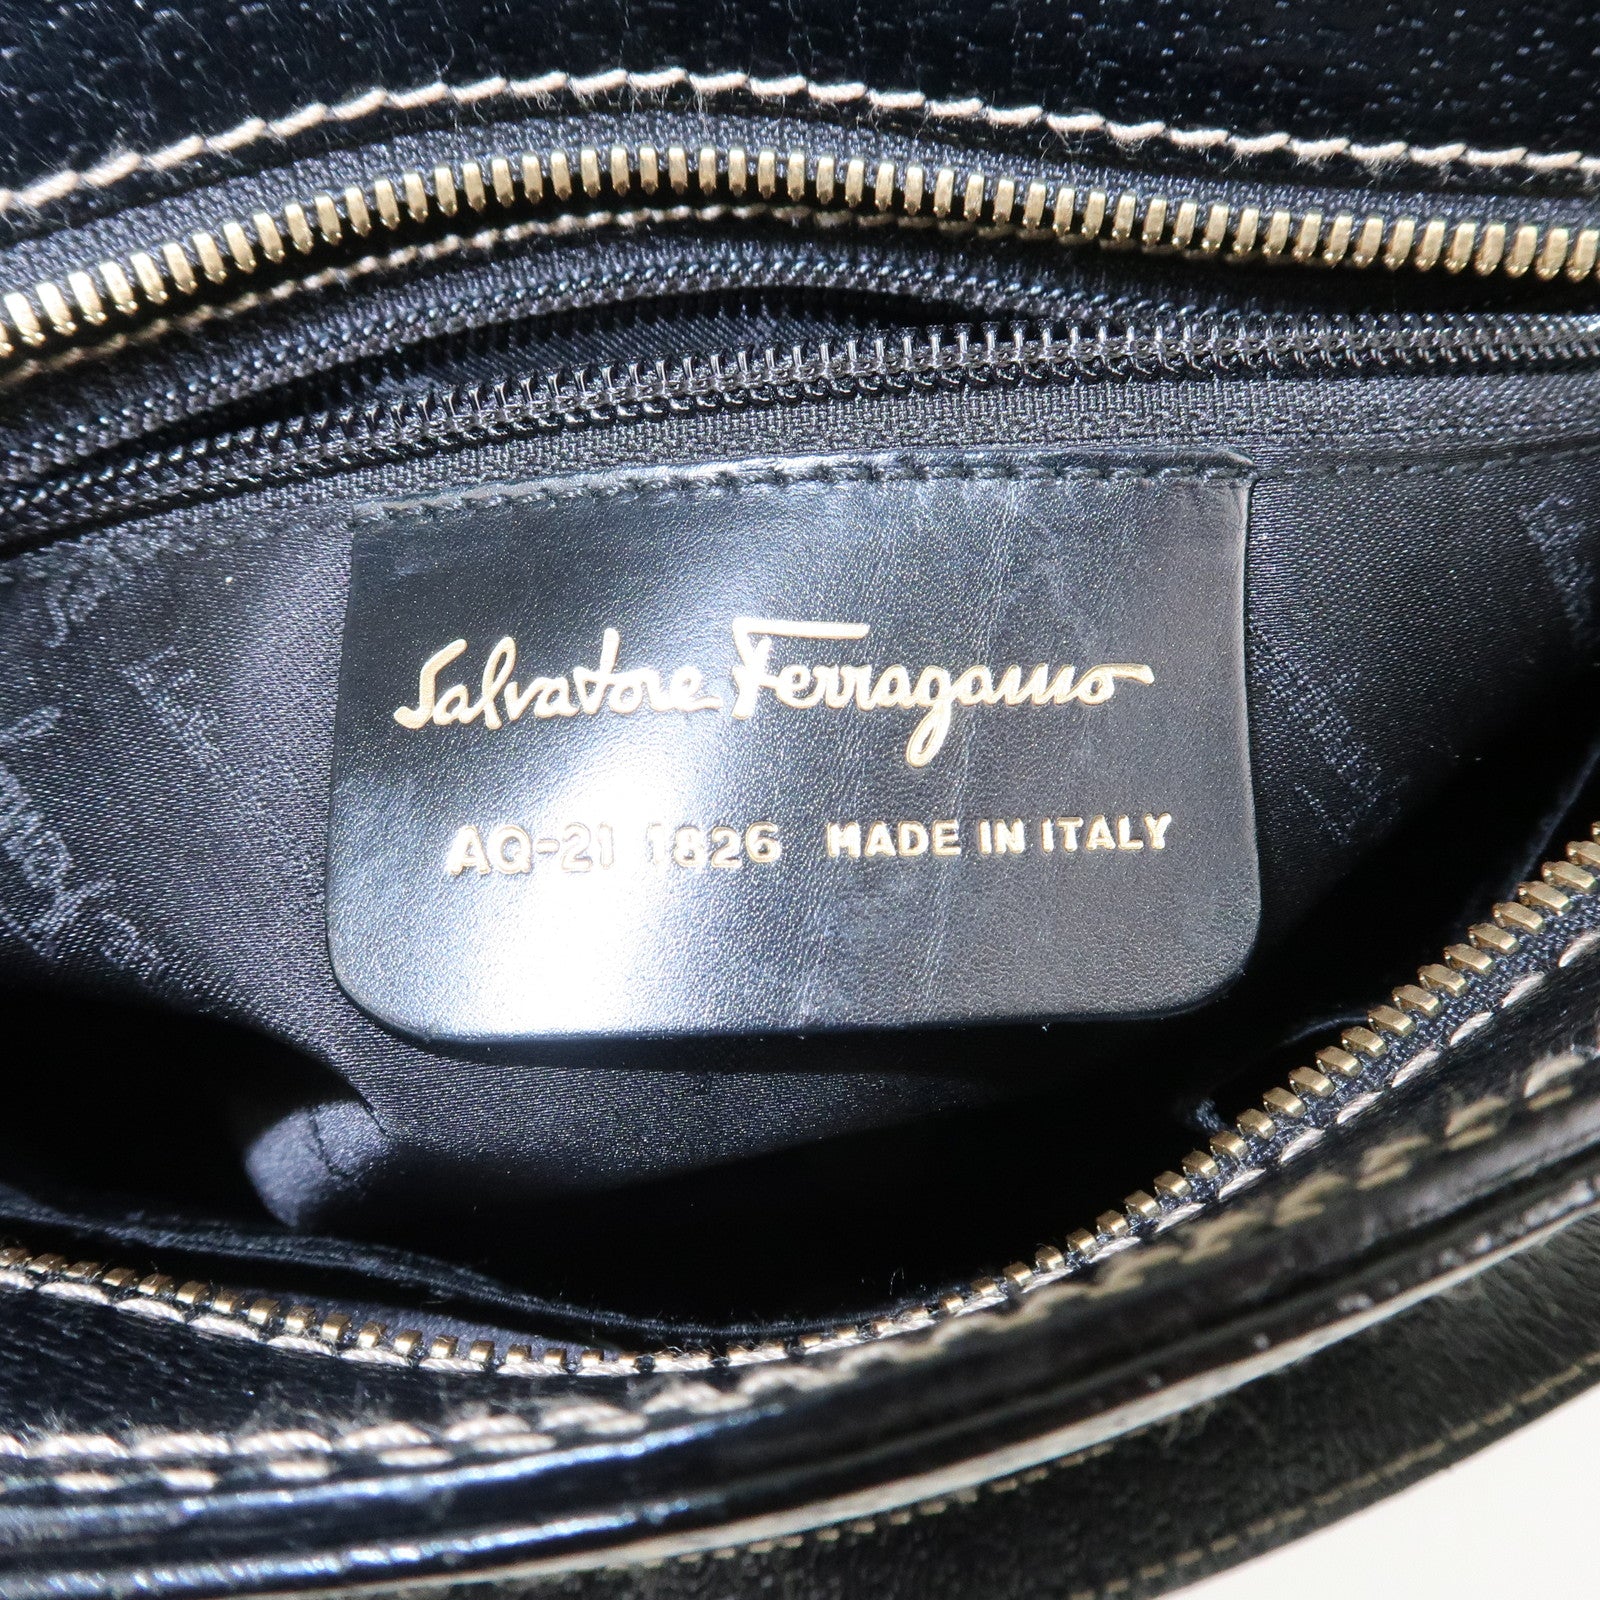 Salvatore Ferragamo
AQ-21 1826 MADE IN ITALY